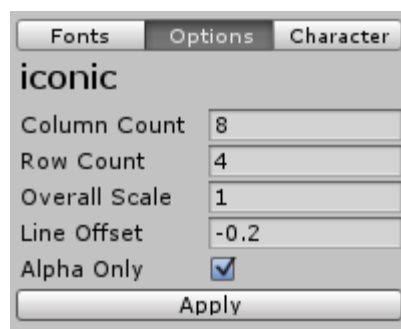 Fonts Options Character
iconic
Column Count 8
Row Count 4
Overall Scale 1
Line Offset -0.2
Alpha Only
Apply